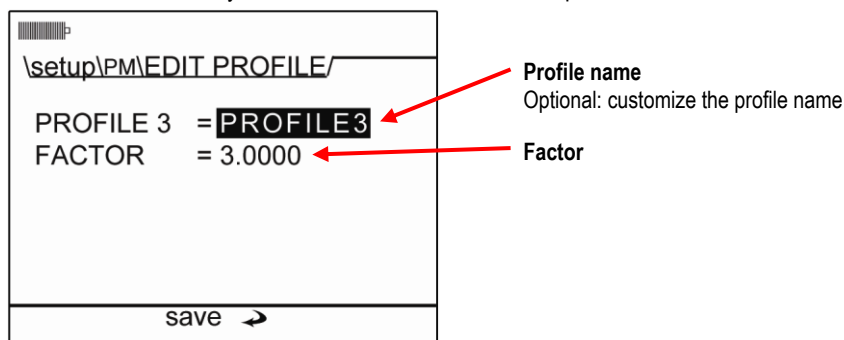 \setup\PM\EDIT PROFILE/
PROFILE 3 = PROFILE3
FACTOR = 3.0000
save
Profile name
Optional: customize the profile name
Factor